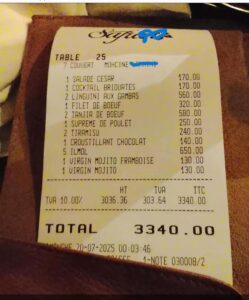 TABLE 25
7 COUVERT MOHCINE
1 SALADE CESAR 170.00
1 COCKTAIL BRIOUATES 170.00
2 LINGUINI AUX GAMBAS 560.00
1 FILET DE BOEUF 320.00
2 TANJIA DE BOEUF 580.00
1 SUPREME DE POULET 250.00
2 TIRAMISU 240.00
1 CROUSTILLANT CHOCOLAT 140.00
5 ILMOL 650.00
1 VIRGIN MOJITO FRAMBOISE 130.00
1 VIRGIN MOJITO 130.00
HT TVA TTC
TVA 10.00% 3036.36 303.64 3340.00
TOTAL 3340.00
20-07-2025 00:03:46
1-NOTE 030008/2